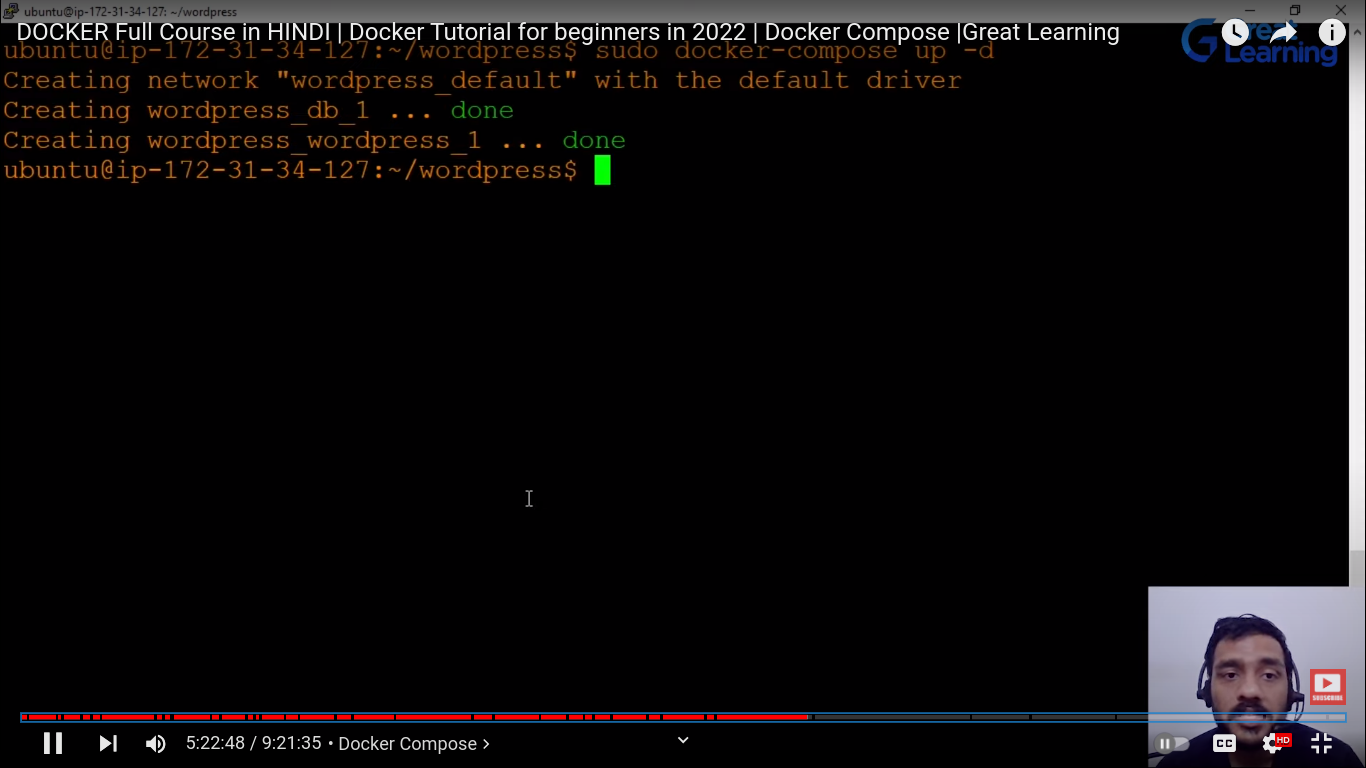 ubuntu@ip-172-31-34-127: ~/wordpress
DOCKER Full Course in HINDI | Docker Tutorial for beginners in 2022 | Docker Compose |Great Learning
Great
Learning
ubuntu@ip-172-31-34-127:~/wordpress$ sudo docker-compose up -d
Creating network "wordpress_default" with the default driver
Creating wordpress_db_1 ... done
Creating wordpress_wordpress_1 ... done
ubuntu@ip-172-31-34-127:~/wordpress$
SUBSCRIBE
5:22:48 / 9:21:35 • Docker Compose
CC
HD